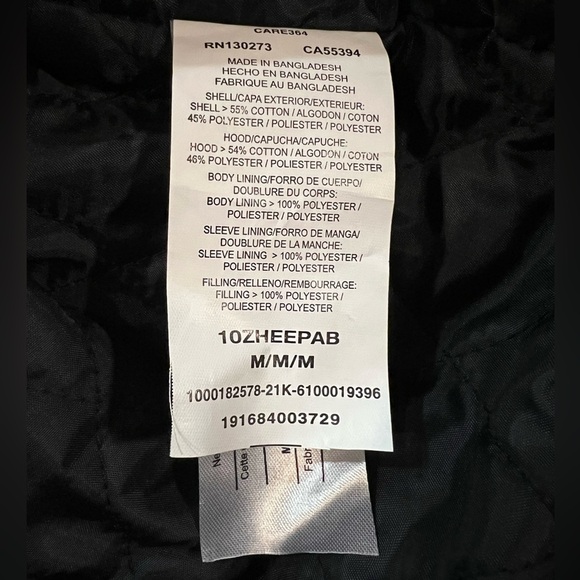 CARE364
RN130273 CA55394
MADE IN BANGLADESH
HECHO EN BANGLADESH
FABRIQUE AU BANGLADESH
SHELL/CAPA EXTERIOR/EXTERIEUR:
SHELL > 55% COTTON / ALGODON / COTON
45% POLYESTER / POLIESTER / POLYESTER
HOOD/CAPUCHA/CAPUCHE:
HOOD > 54% COTTON / ALGODON / COTON
46% POLYESTER / POLIESTER / POLYESTER
BODY LINING/FORRO DE CUERPO/
DOUBLURE DU CORPS:
BODY LINING > 100% POLYESTER /
POLIESTER / POLYESTER
SLEEVE LINING/FORRO DE MANGA/
DOUBLURE DE LA MANCHE:
SLEEVE LINING > 100% POLYESTER /
POLIESTER / POLYESTER
FILLING/RELLENO/REMBOURRAGE:
FILLING > 100% POLYESTER /
POLIESTER / POLYESTER
10ZHEEPAB
M/M/M
1000182578-21K-6100019396
191684003729
Ne
Cette
Fab